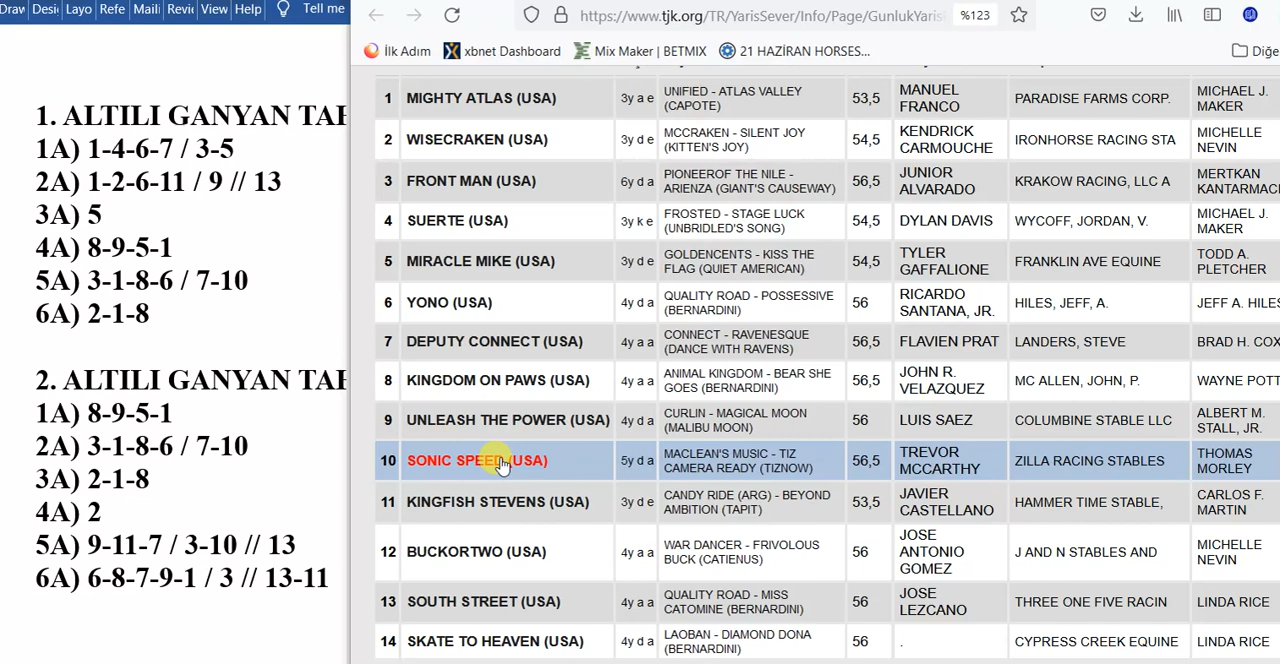 Draw Desi Layo Refe Maili Revie View Help Tell me
https://www.tjk.org/TR/YarisSever/Info/Page/GunlukYaris %123
İlk Adım xbnet Dashboard Mix Maker | BETMIX 21 HAZİRAN HORSES... Diğe
1. ALTILI GANYAN TAH
1A) 1-4-6-7 / 3-5
2A) 1-2-6-11 / 9 // 13
3A) 5
4A) 8-9-5-1
5A) 3-1-8-6 / 7-10
6A) 2-1-8
2. ALTILI GANYAN TAH
1A) 8-9-5-1
2A) 3-1-8-6 / 7-10
3A) 2-1-8
4A) 2
5A) 9-11-7 / 3-10 // 13
6A) 6-8-7-9-1 / 3 // 13-11
1 MIGHTY ATLAS (USA) 3y a e UNIFIED - ATLAS VALLEY (CAPOTE) 53,5 MANUEL FRANCO PARADISE FARMS CORP. MICHAEL J. MAKER
2 WISECRAKEN (USA) 3y d e MCCRAKEN - SILENT JOY (KITTEN'S JOY) 54,5 KENDRICK CARMOUCHE IRONHORSE RACING STA MICHELLE NEVIN
3 FRONT MAN (USA) 6y d a PIONEEROF THE NILE - ARIENZA (GIANT'S CAUSEWAY) 56,5 JUNIOR ALVARADO KRAKOW RACING, LLC A MERTKAN KANTARMAC
4 SUERTE (USA) 3y k e FROSTED - STAGE LUCK (UNBRIDLED'S SONG) 54,5 DYLAN DAVIS WYCOFF, JORDAN, V. MICHAEL J. MAKER
5 MIRACLE MIKE (USA) 3y d e GOLDENCENTS - KISS THE FLAG (QUIET AMERICAN) 54,5 TYLER GAFFALIONE FRANKLIN AVE EQUINE TODD A. PLETCHER
6 YONO (USA) 4y d a QUALITY ROAD - POSSESSIVE (BERNARDINI) 56 RICARDO SANTANA, JR. HILES, JEFF, A. JEFF A. HILES
7 DEPUTY CONNECT (USA) 4y a a CONNECT - RAVENESQUE (DANCE WITH RAVENS) 56,5 FLAVIEN PRAT LANDERS, STEVE BRAD H. COX
8 KINGDOM ON PAWS (USA) 4y a a ANIMAL KINGDOM - BEAR SHE GOES (BERNARDINI) 56,5 JOHN R. VELAZQUEZ MC ALLEN, JOHN, P. WAYNE POTT
9 UNLEASH THE POWER (USA) 4y d a CURLIN - MAGICAL MOON (MALIBU MOON) 56 LUIS SAEZ COLUMBINE STABLE LLC ALBERT M. STALL, JR.
10 SONIC SPEED (USA) 5y d a MACLEAN'S MUSIC - TIZ CAMERA READY (TIZNOW) 56,5 TREVOR MCCARTHY ZILLA RACING STABLES THOMAS MORLEY
11 KINGFISH STEVENS (USA) 3y d e CANDY RIDE (ARG) - BEYOND AMBITION (TAPIT) 53,5 JAVIER CASTELLANO HAMMER TIME STABLE, CARLOS F. MARTIN
12 BUCKORTWO (USA) 4y a a WAR DANCER - FRIVOLOUS BUCK (CATIENUS) 56 JOSE ANTONIO GOMEZ J AND N STABLES AND MICHELLE NEVIN
13 SOUTH STREET (USA) 4y a a QUALITY ROAD - MISS CATOMINE (BERNARDINI) 56 JOSE LEZCANO THREE ONE FIVE RACIN LINDA RICE
14 SKATE TO HEAVEN (USA) 4y d a LAOBAN - DIAMOND DONA (BERNARDINI) 56 . CYPRESS CREEK EQUINE LINDA RICE